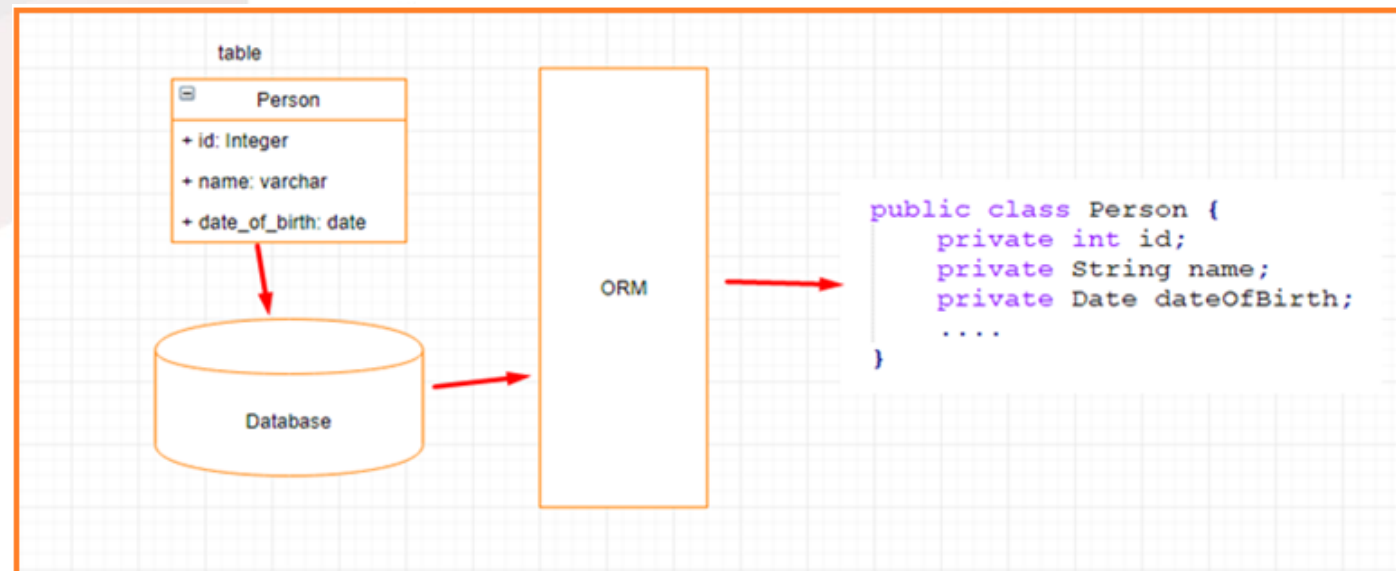 table
Person
+ id: Integer
+ name: varchar
+ date_of_birth: date
Database
ORM
public class Person {
    private int id;
    private String name;
    private Date dateOfBirth;
    ....
}